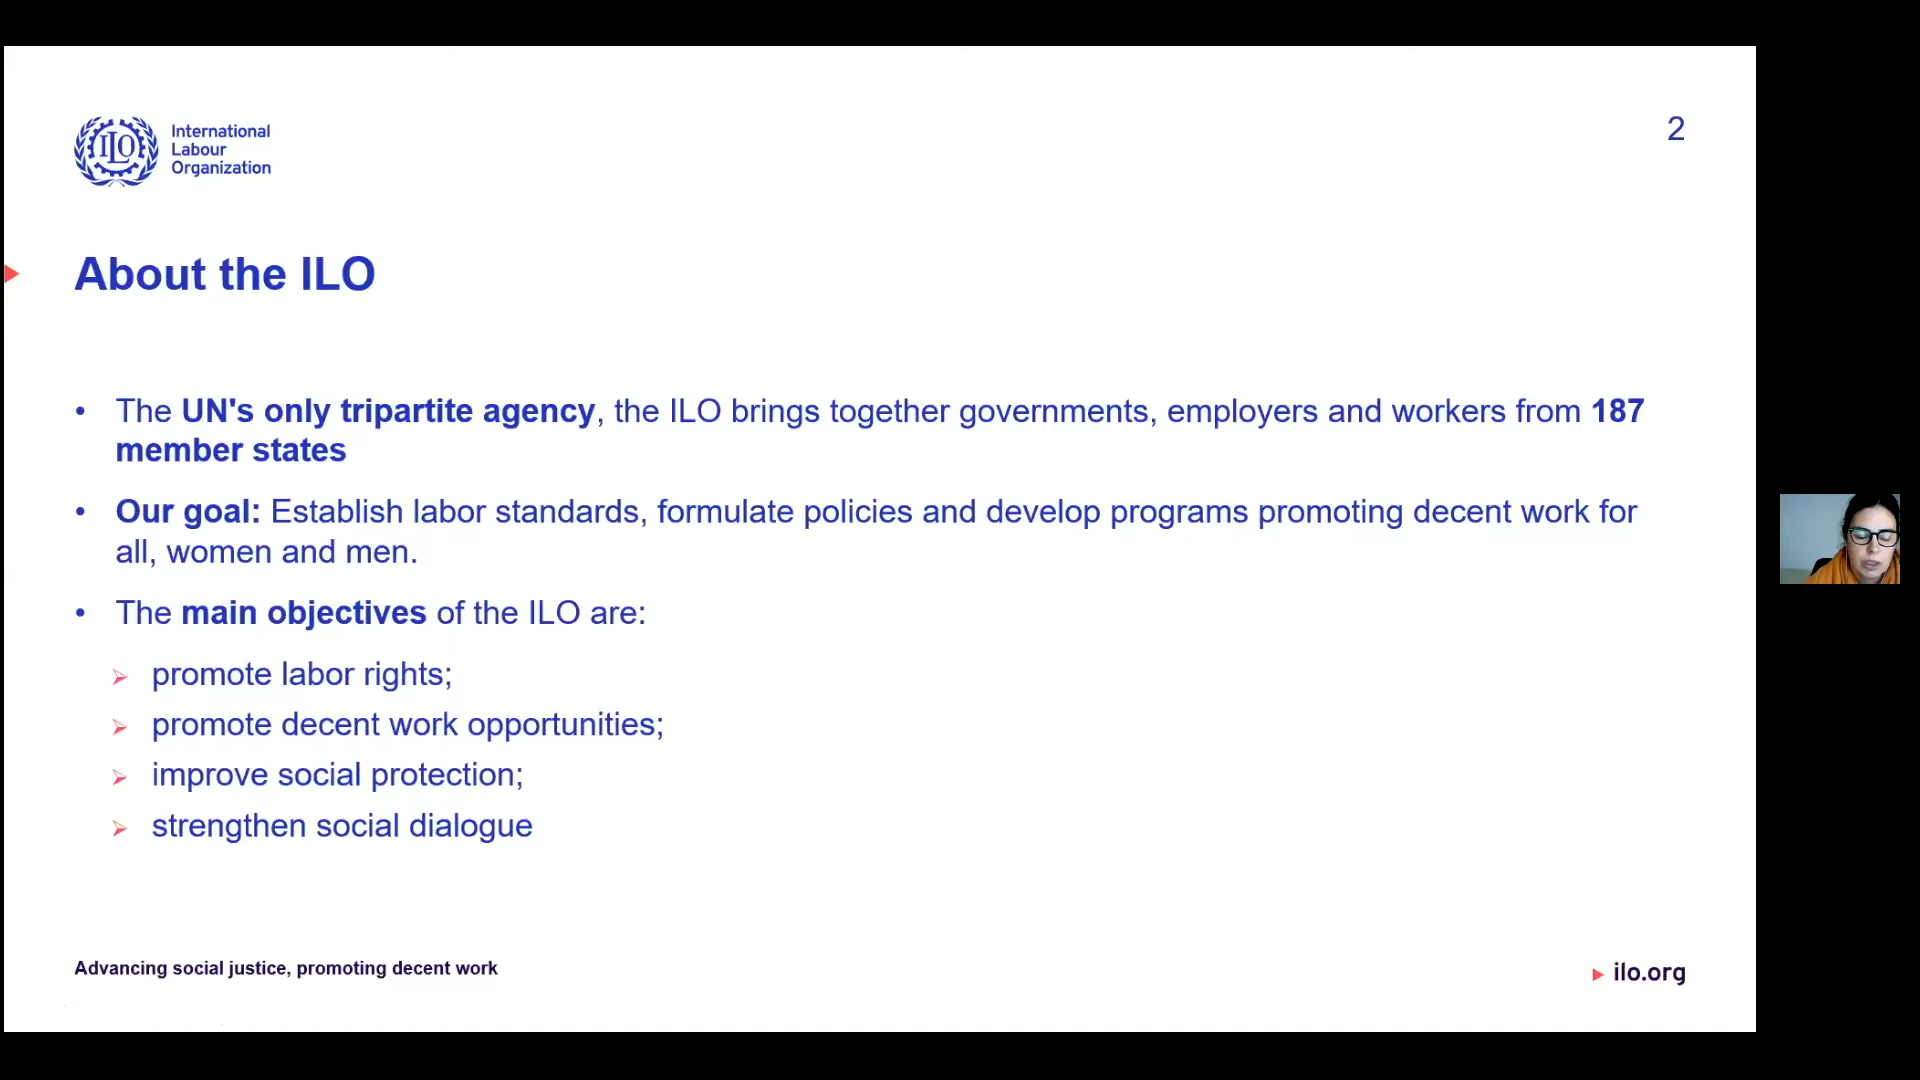 ILO
International
Labour
Organization
2
About the ILO
• The UN's only tripartite agency, the ILO brings together governments, employers and workers from 187
member states
• Our goal: Establish labor standards, formulate policies and develop programs promoting decent work for
all, women and men.
• The main objectives of the ILO are:
➢ promote labor rights;
➢ promote decent work opportunities;
➢ improve social protection;
➢ strengthen social dialogue
Advancing social justice, promoting decent work
ilo.org